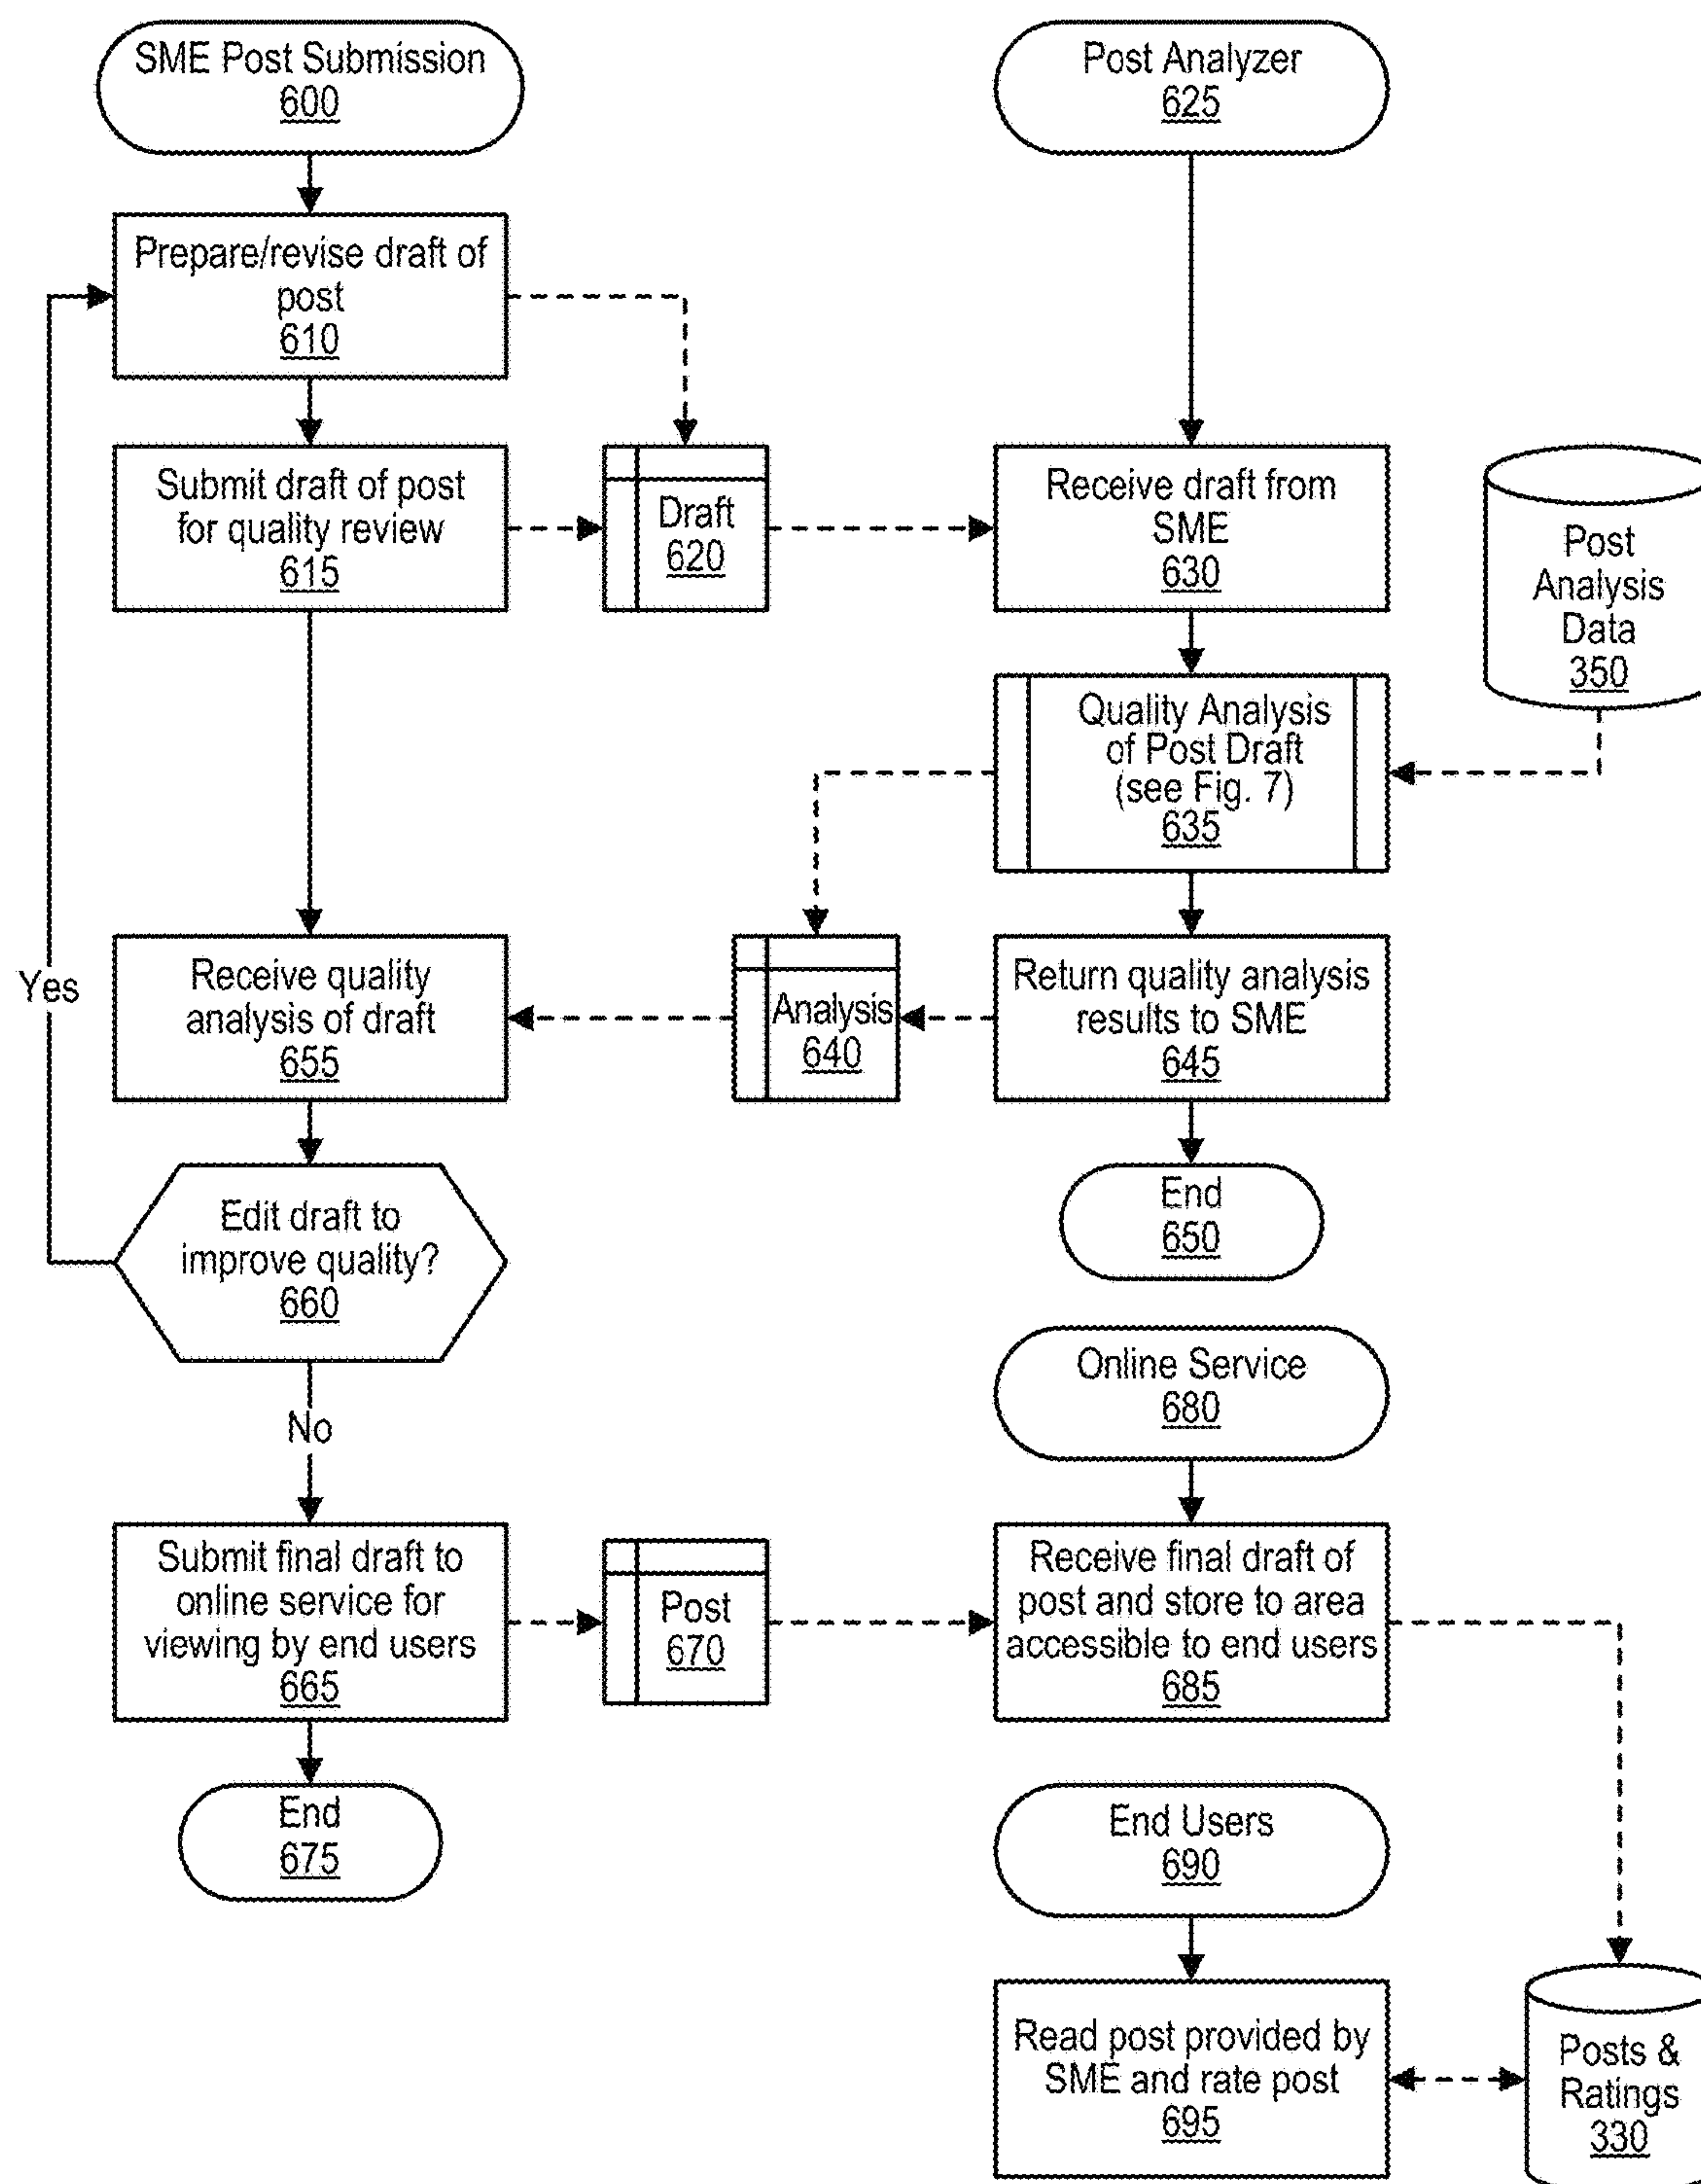 SME Post Submission
600
Post Analyzer
625
Prepare/revise draft of
post
610
Submit draft of post
for quality review
615
Draft
620
Receive draft from
SME
630
Post
Analysis
Data
350
Quality Analysis
of Post Draft
(see Fig. 7)
635
Yes
Receive quality
analysis of draft
655
Analysis
640
Return quality analysis
results to SME
645
Edit draft to
improve quality?
660
End
650
No
Online Service
680
Submit final draft to
online service for
viewing by end users
665
Post
670
Receive final draft of
post and store to area
accessible to end users
685
End
675
End Users
690
Read post provided by
SME and rate post
695
Posts &
Ratings
330